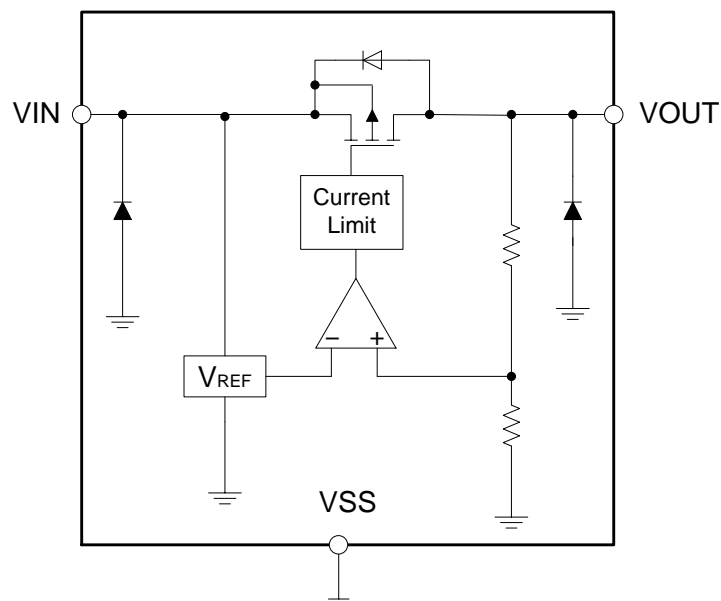 VIN
VOUT
Current
Limit
− +
VREF
VSS